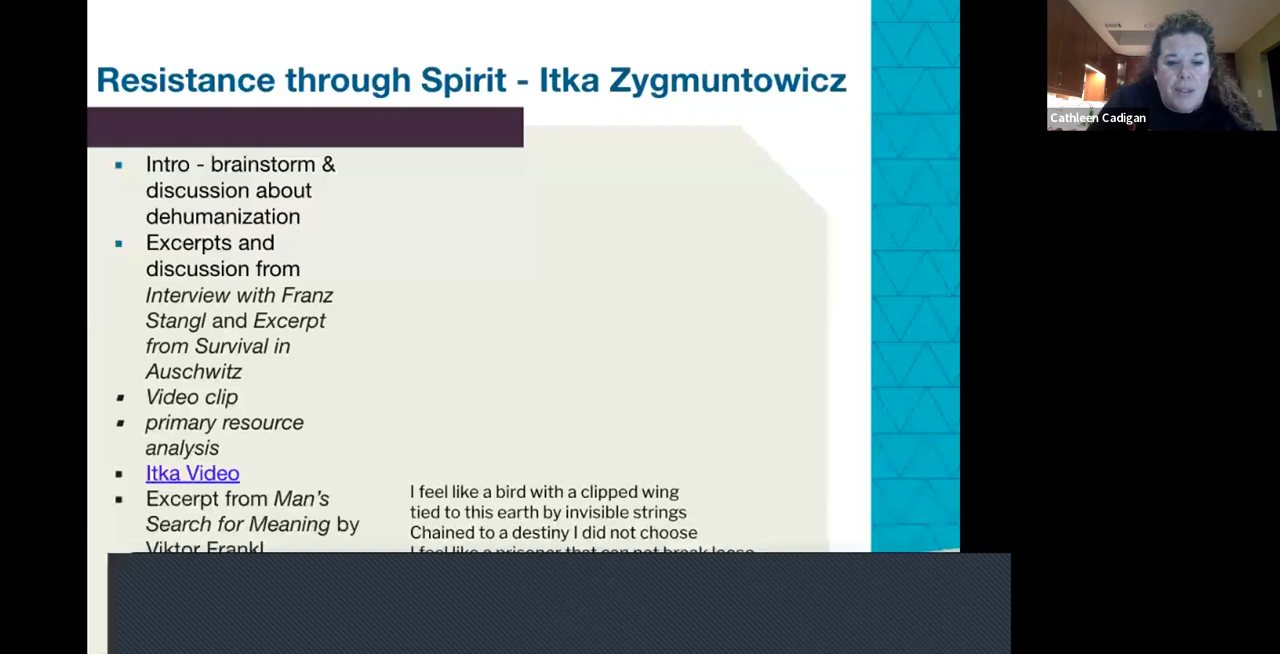 Resistance through Spirit - Itka Zygmuntowicz
Cathleen Cadigan
▪ Intro - brainstorm &
discussion about
dehumanization
▪ Excerpts and
discussion from
Interview with Franz
Stangl and Excerpt
from Survival in
Auschwitz
▪ Video clip
▪ primary resource
analysis
▪ Itka Video
▪ Excerpt from Man's
Search for Meaning by
Viktor Frankl
I feel like a bird with a clipped wing
tied to this earth by invisible strings
Chained to a destiny I did not choose
I feel like a prisoner that can not break loose